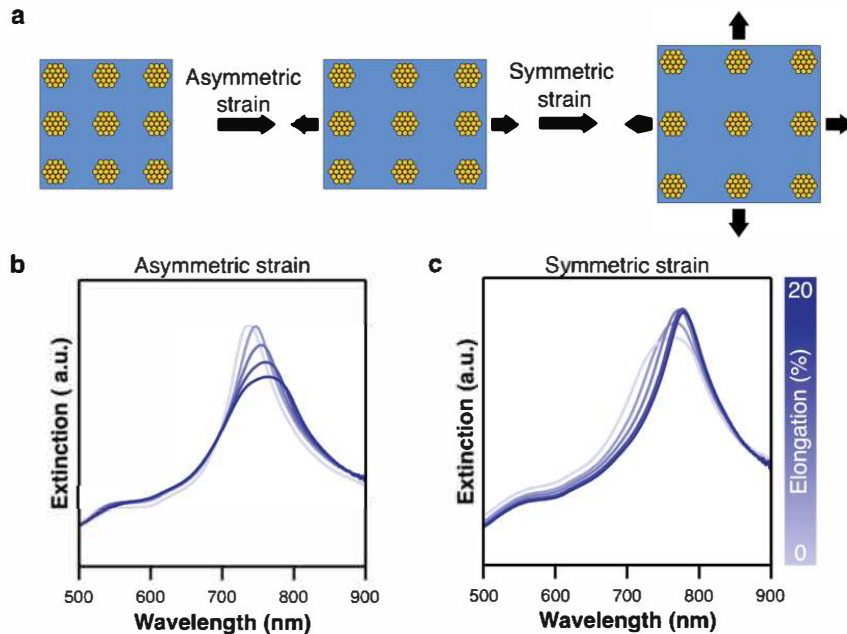 a
Asymmetric
strain
Symmetric
strain
b
Asymmetric strain
Extinction ( a.u.)
500 600 700 800 900
Wavelength (nm)
c
Symmetric strain
Extinction (a.u.)
500 600 700 800 900
Wavelength (nm)
20
Elongation (%)
0